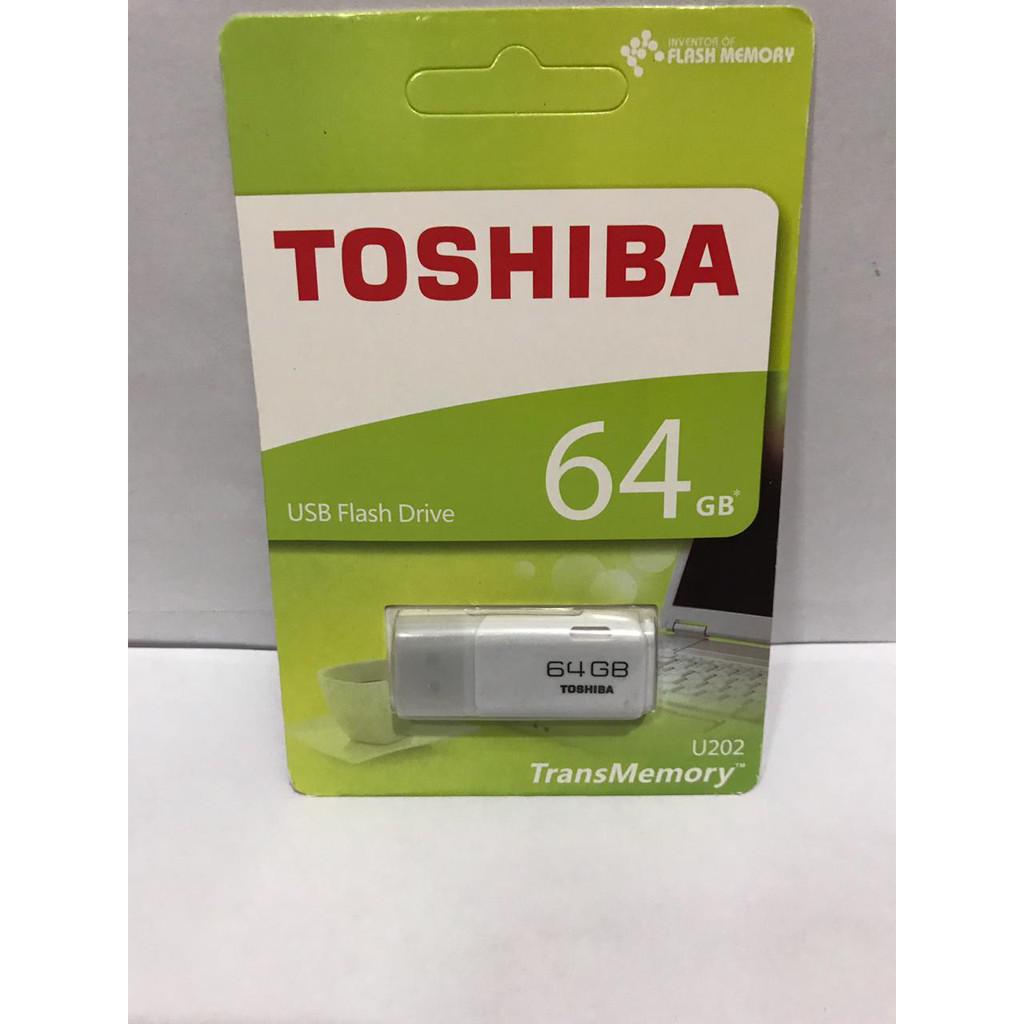 INVENTOR OF
FLASH MEMORY
TOSHIBA
64 GB*
USB Flash Drive
64GB
TOSHIBA
U202
TransMemory™